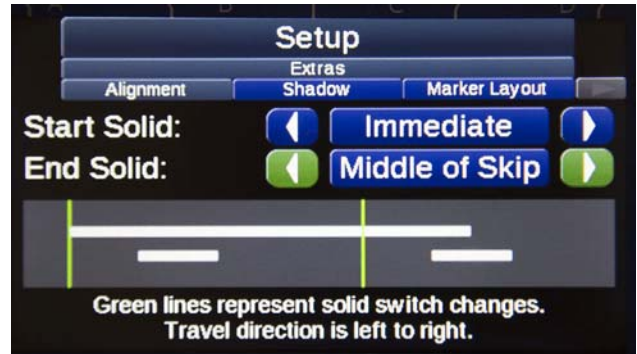 A B C D
Setup
Extras
Alignment Shadow Marker Layout
Start Solid: Immediate
End Solid: Middle of Skip
Green lines represent solid switch changes.
Travel direction is left to right.